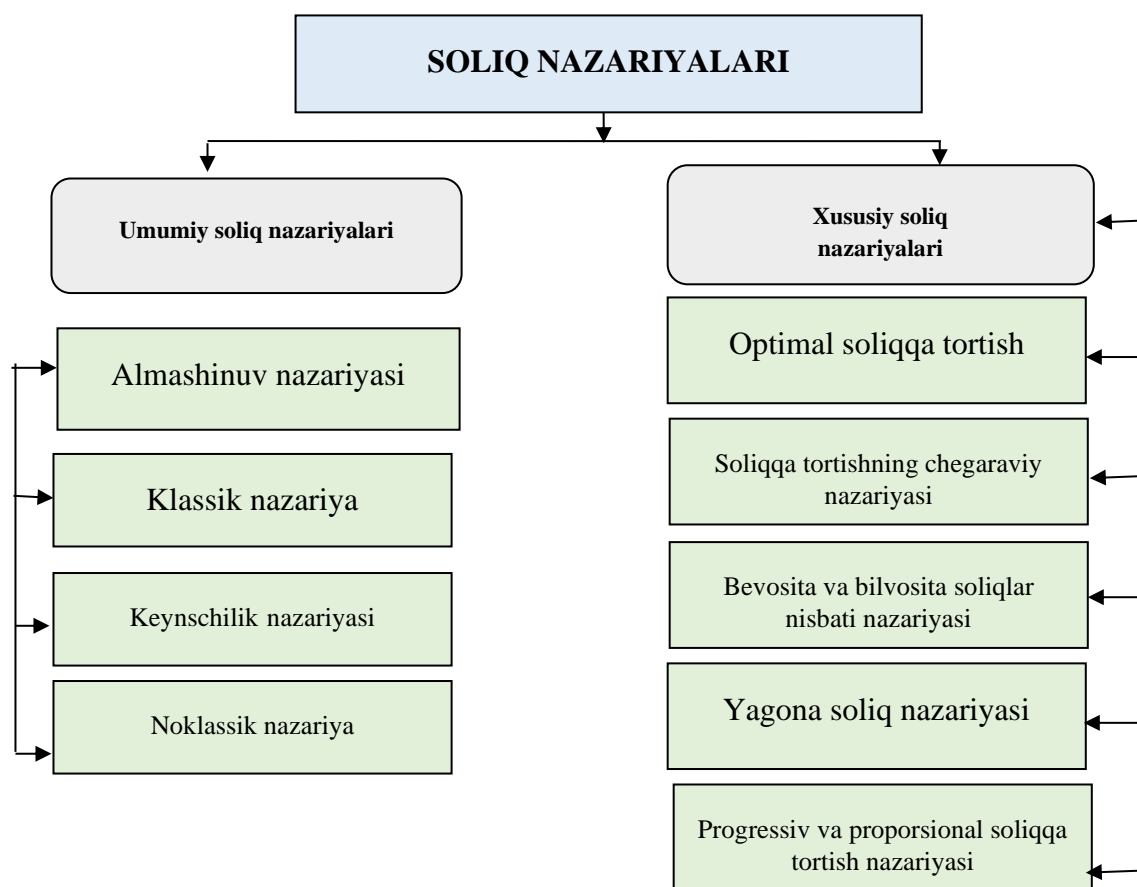 SOLIQ NAZARIYALARI
Umumiy soliq nazariyalari
Almashinuv nazariyasi
Klassik nazariya
Keynschilik nazariyasi
Noklassik nazariya
Xususiy soliq
nazariyalari
Optimal soliqqa tortish
Soliqqa tortishning chegaraviy
nazariyasi
Bevosita va bilvosita soliqlar
nisbati nazariyasi
Yagona soliq nazariyasi
Progressiv va proporsional soliqqa
tortish nazariyasi